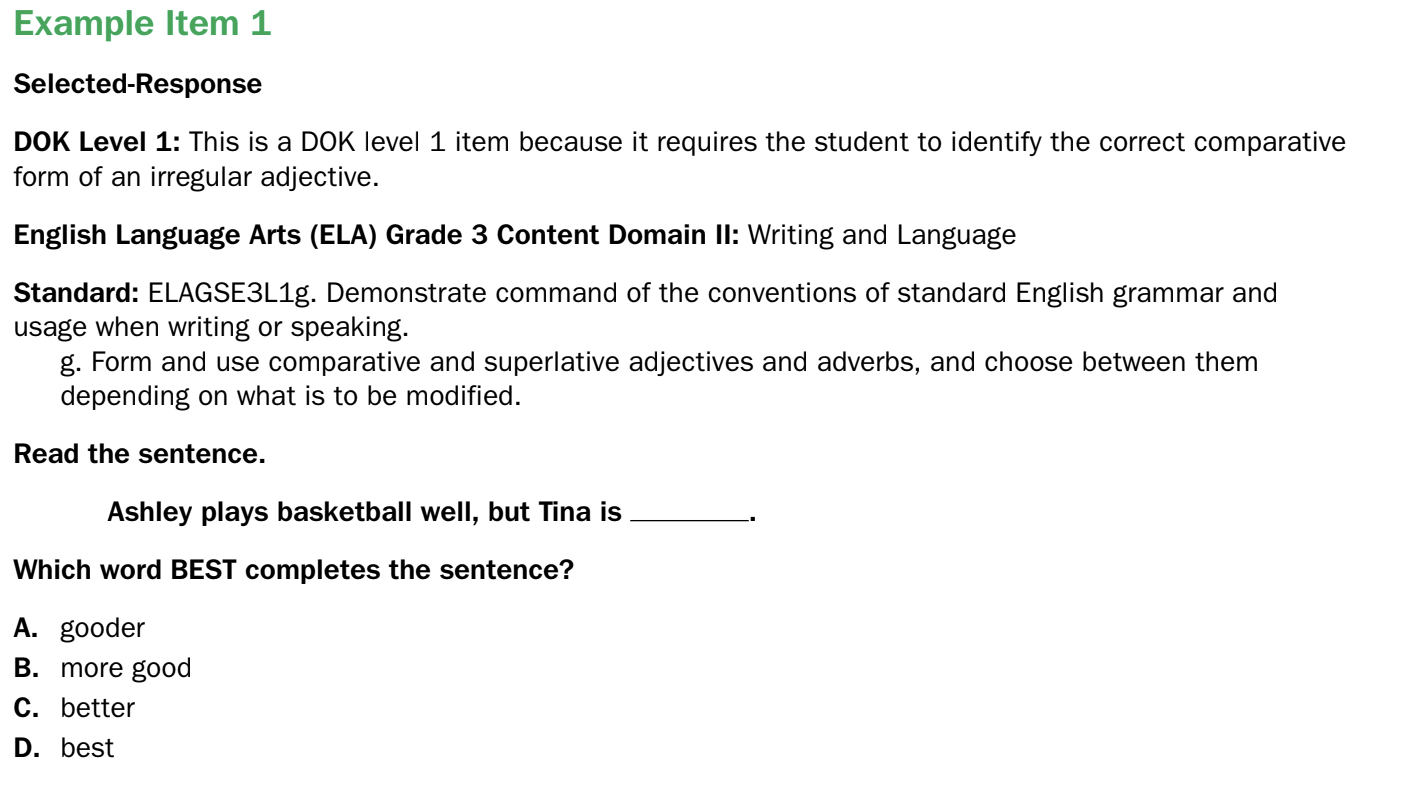 Example Item 1
Selected-Response
DOK Level 1: This is a DOK level 1 item because it requires the student to identify the correct comparative
form of an irregular adjective.
English Language Arts (ELA) Grade 3 Content Domain II: Writing and Language
Standard: ELAGSE3L1g. Demonstrate command of the conventions of standard English grammar and
usage when writing or speaking.
g. Form and use comparative and superlative adjectives and adverbs, and choose between them
depending on what is to be modified.
Read the sentence.
Ashley plays basketball well, but Tina is ________.
Which word BEST completes the sentence?
A. gooder
B. more good
C. better
D. best